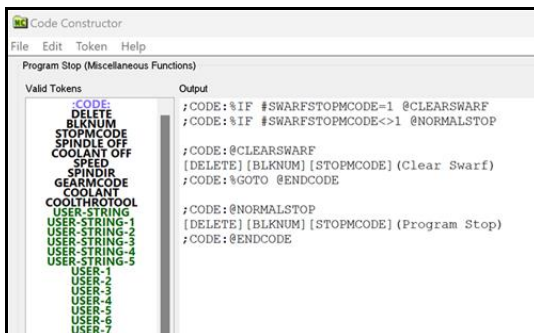 Code Constructor
File Edit Token Help
Program Stop (Miscellaneous Functions)
Valid Tokens
:CODE:
DELETE
BLKNUM
STOPMCODE
SPINDLE OFF
COOLANT OFF
SPEED
SPINDIR
GEARMCODE
COOLANT
COOLTHROTOOL
USER-STRING
USER-STRING-1
USER-STRING-2
USER-STRING-3
USER-STRING-4
USER-STRING-5
USER-1
USER-2
USER-3
USER-4
USER-5
USER-6
USER-7
Output
;CODE:%IF #SWARFSTOPMCODE=1 @CLEARSWARF
;CODE:%IF #SWARFSTOPMCODE<>1 @NORMALSTOP
;CODE:@CLEARSWARF
[DELETE][BLKNUM][STOPMCODE](Clear Swarf)
;CODE:%GOTO @ENDCODE
;CODE:@NORMALSTOP
[DELETE][BLKNUM][STOPMCODE](Program Stop)
;CODE:@ENDCODE